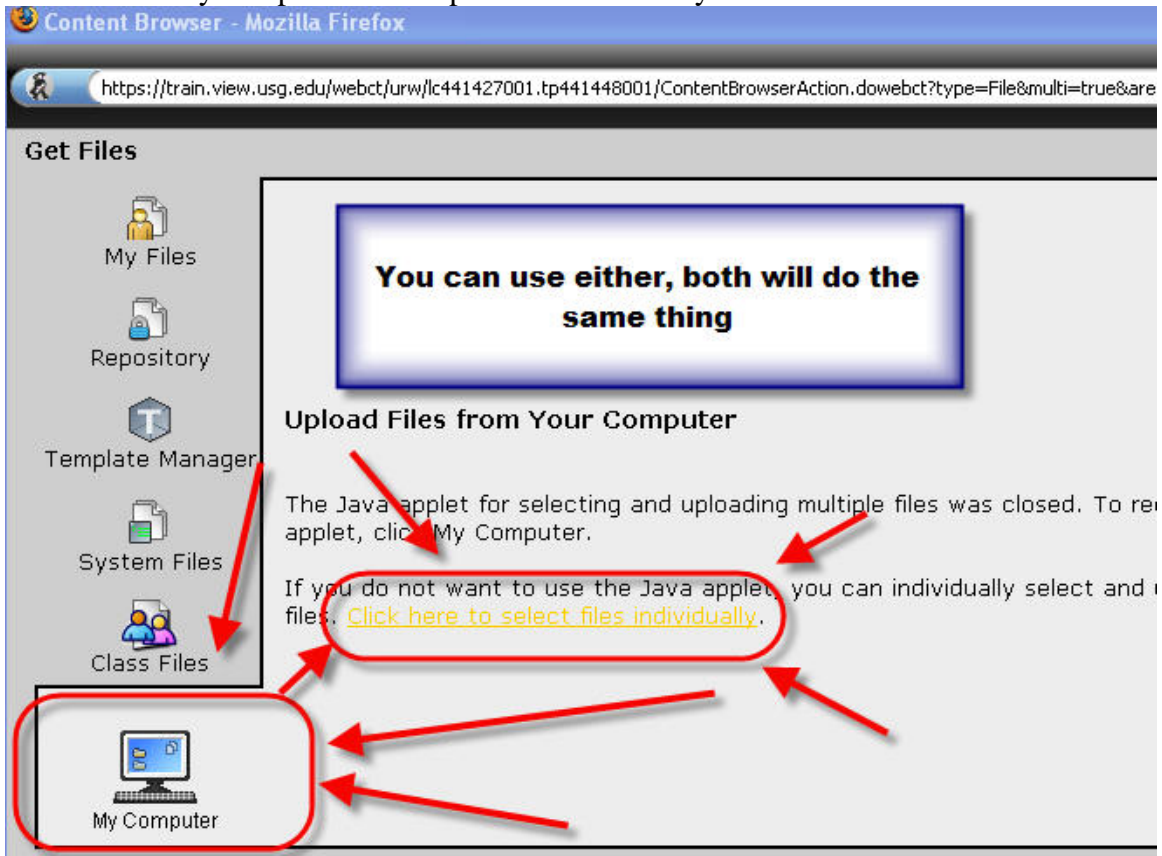 Content Browser - Mozilla Firefox
https://train.view.usg.edu/webct/urw/lc441427001.tp441448001/ContentBrowserAction.dowebct?type=File&multi=true&are
Get Files
My Files
Repository
Template Manager
System Files
Class Files
My Computer
You can use either, both will do the
same thing
Upload Files from Your Computer
The Java applet for selecting and uploading multiple files was closed. To
applet, click My Computer.
If you do not want to use the Java applet, you can individually select and
files. Click here to select files individually.